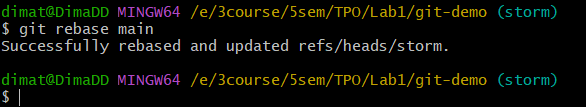 dimat@DimaDD MINGW64 /e/3course/5sem/TPO/Lab1/git-demo (storm)
$ git rebase main
Successfully rebased and updated refs/heads/storm.
dimat@DimaDD MINGW64 /e/3course/5sem/TPO/Lab1/git-demo (storm)
$